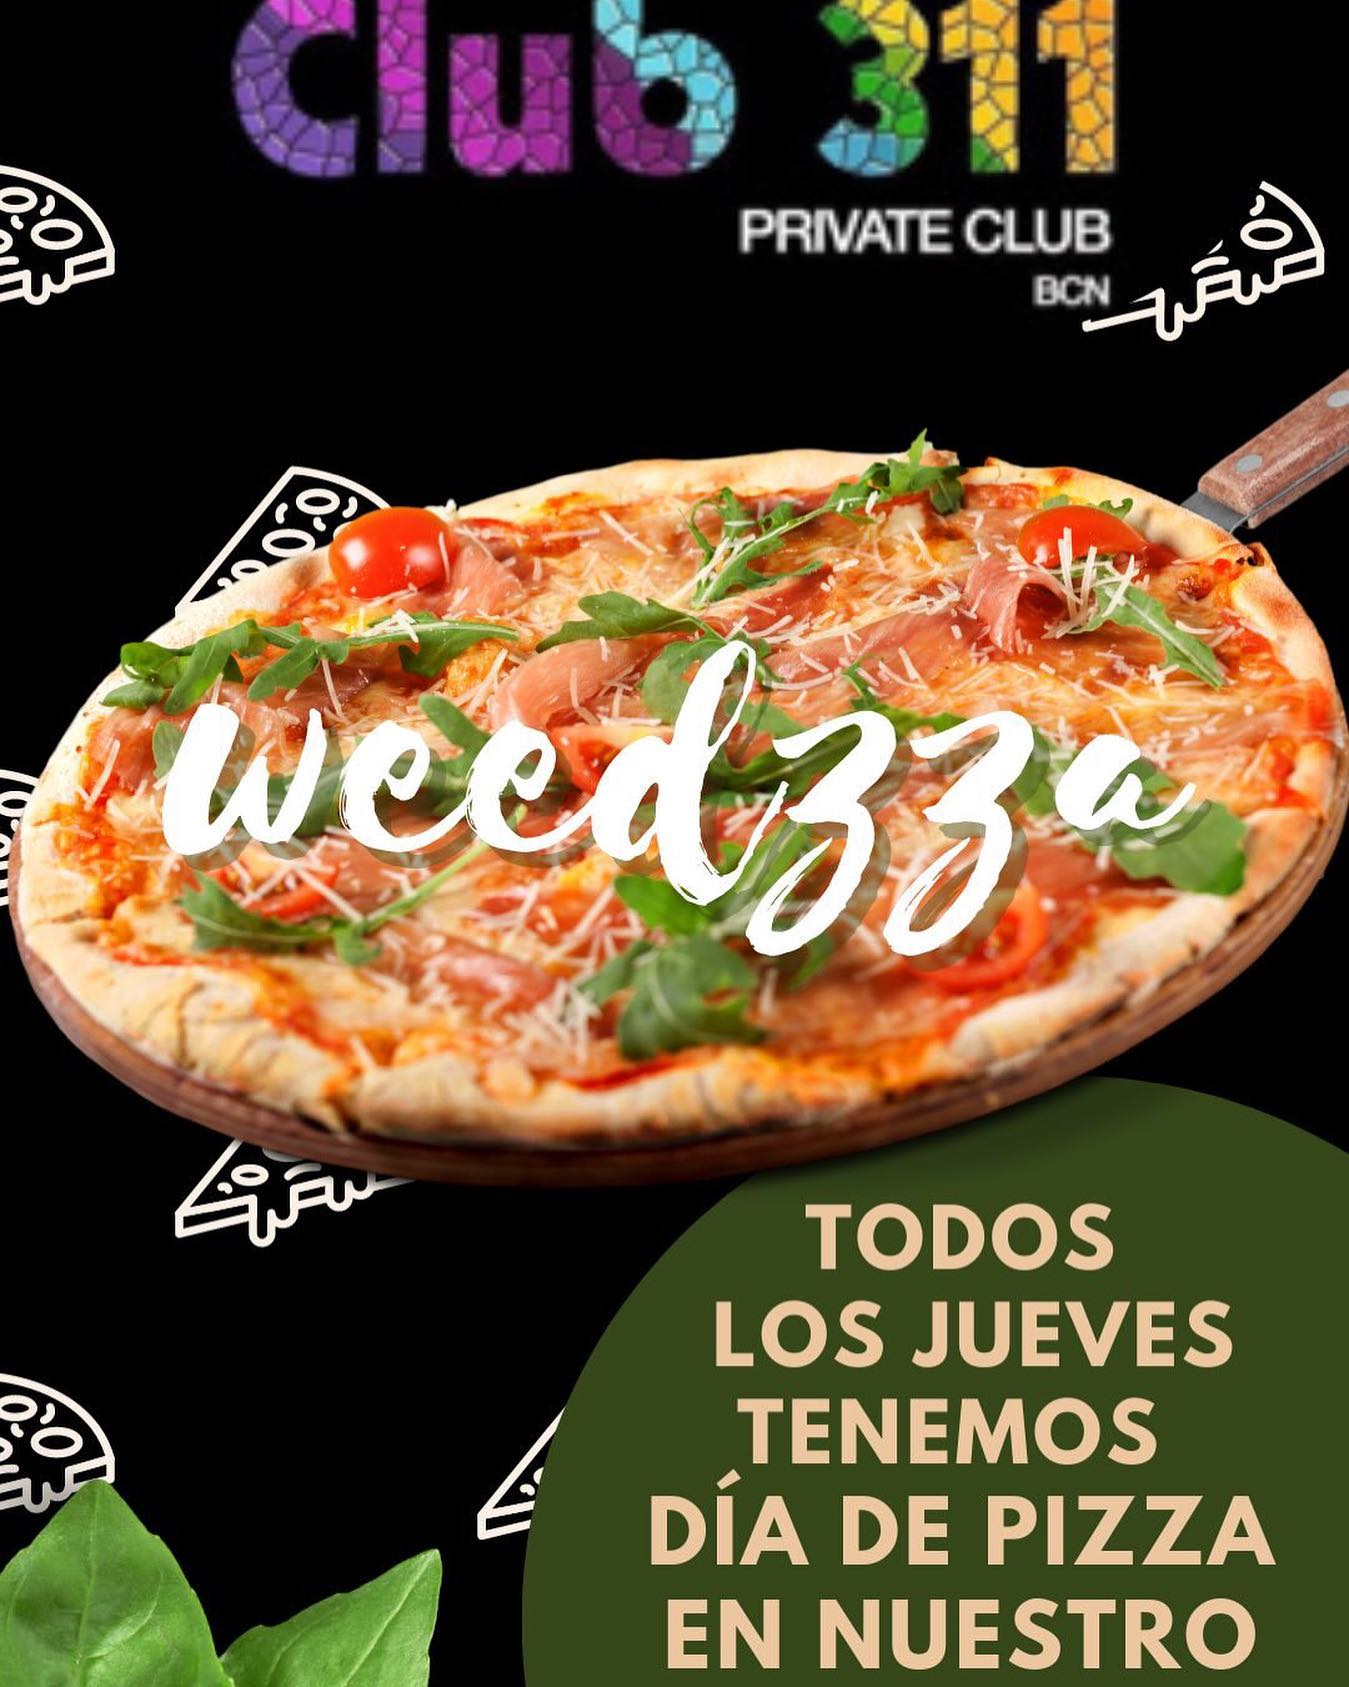 Club 311
PRIVATE CLUB
BCN
weedzza
TODOS
LOS JUEVES
TENEMOS
DÍA DE PIZZA
EN NUESTRO